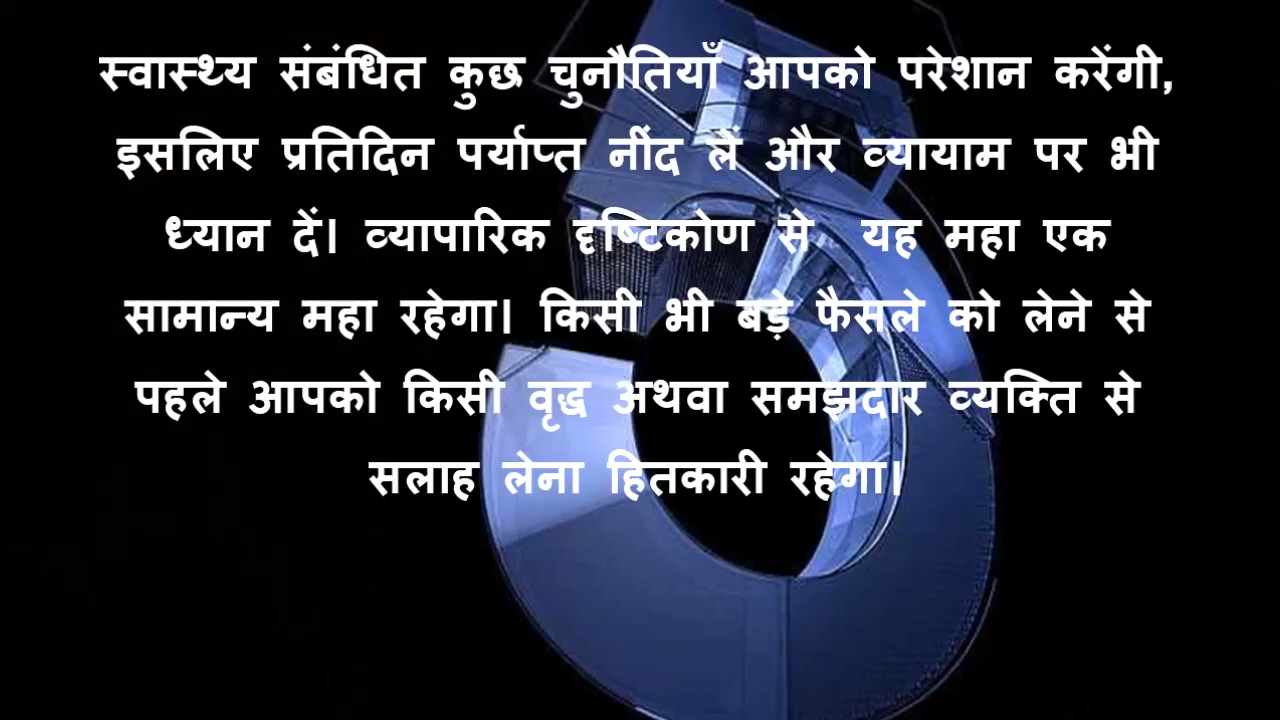 स्वास्थ्य संबंधित कुछ चुनौतियाँ आपको परेशान करेंगी,
इसलिए प्रतिदिन पर्याप्त नींद लें और व्यायाम पर भी
ध्यान दें। व्यापारिक दृष्टिकोण से यह महा एक
सामान्य महा रहेगा। किसी भी बड़े फैसले को लेने से
पहले आपको किसी वृद्ध अथवा समझदार व्यक्ति से
सलाह लेना हितकारी रहेगा।